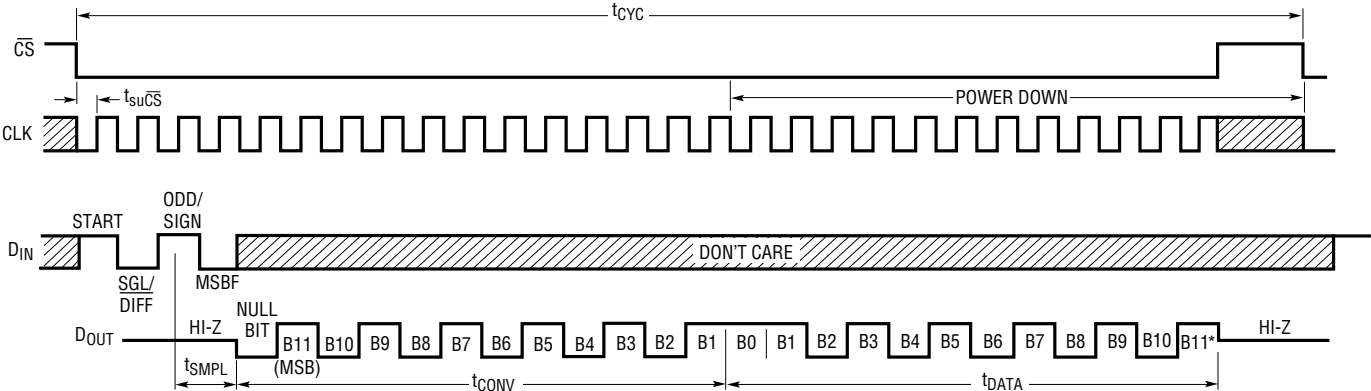 tCYC
CS
tsuCS
POWER DOWN
CLK
START
ODD/
SIGN
DIN
DON'T CARE
SGL/
DIFF
MSBF
NULL
BIT
DOUT
HI-Z
B11
(MSB)
B10
B9
B8
B7
B6
B5
B4
B3
B2
B1
B0
B1
B2
B3
B4
B5
B6
B7
B8
B9
B10
B11*
HI-Z
tSMPL
tCONV
tDATA